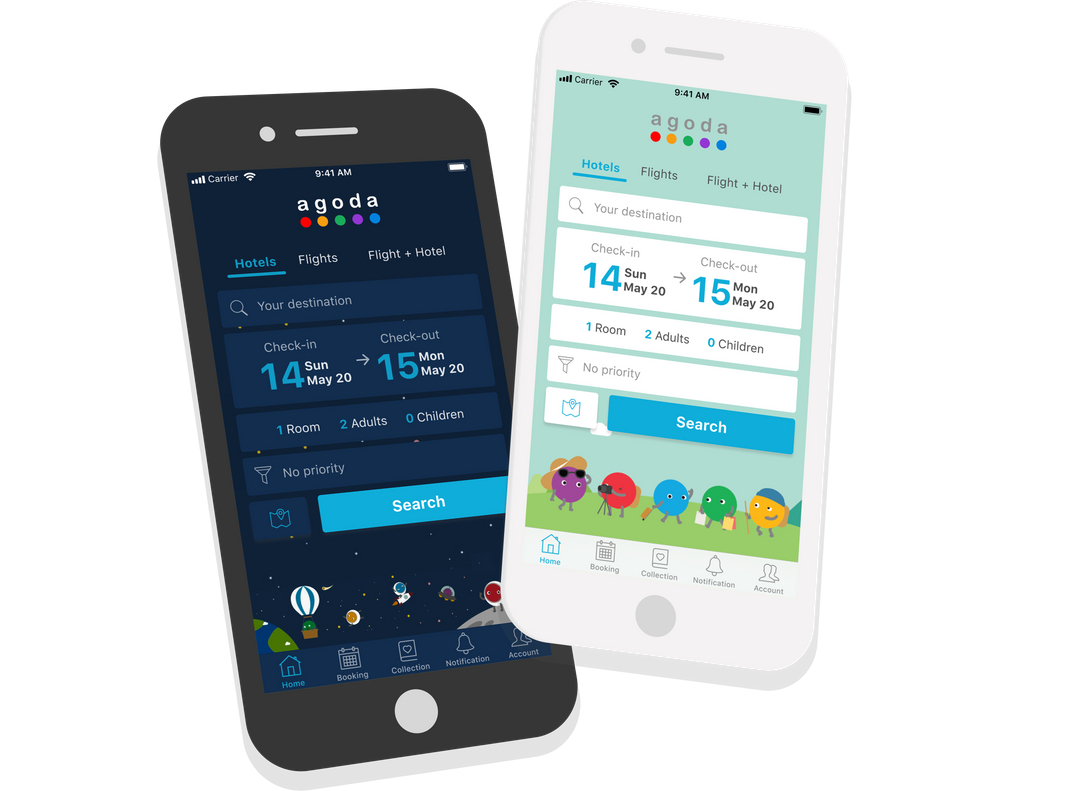 Carrier 9:41 AM
agoda
Hotels Flights Flight + Hotel
Your destination
Check-in Check-out
14 Sun May 20 → 15 Mon May 20
1 Room 2 Adults 0 Children
No priority
Search
Home Booking Collection Notification Account
Carrier 9:41 AM
agoda
Hotels Flights Flight + Hotel
Your destination
Check-in Check-out
14 Sun May 20 → 15 Mon May 20
1 Room 2 Adults 0 Children
No priority
Search
Home Booking Collection Notification Account